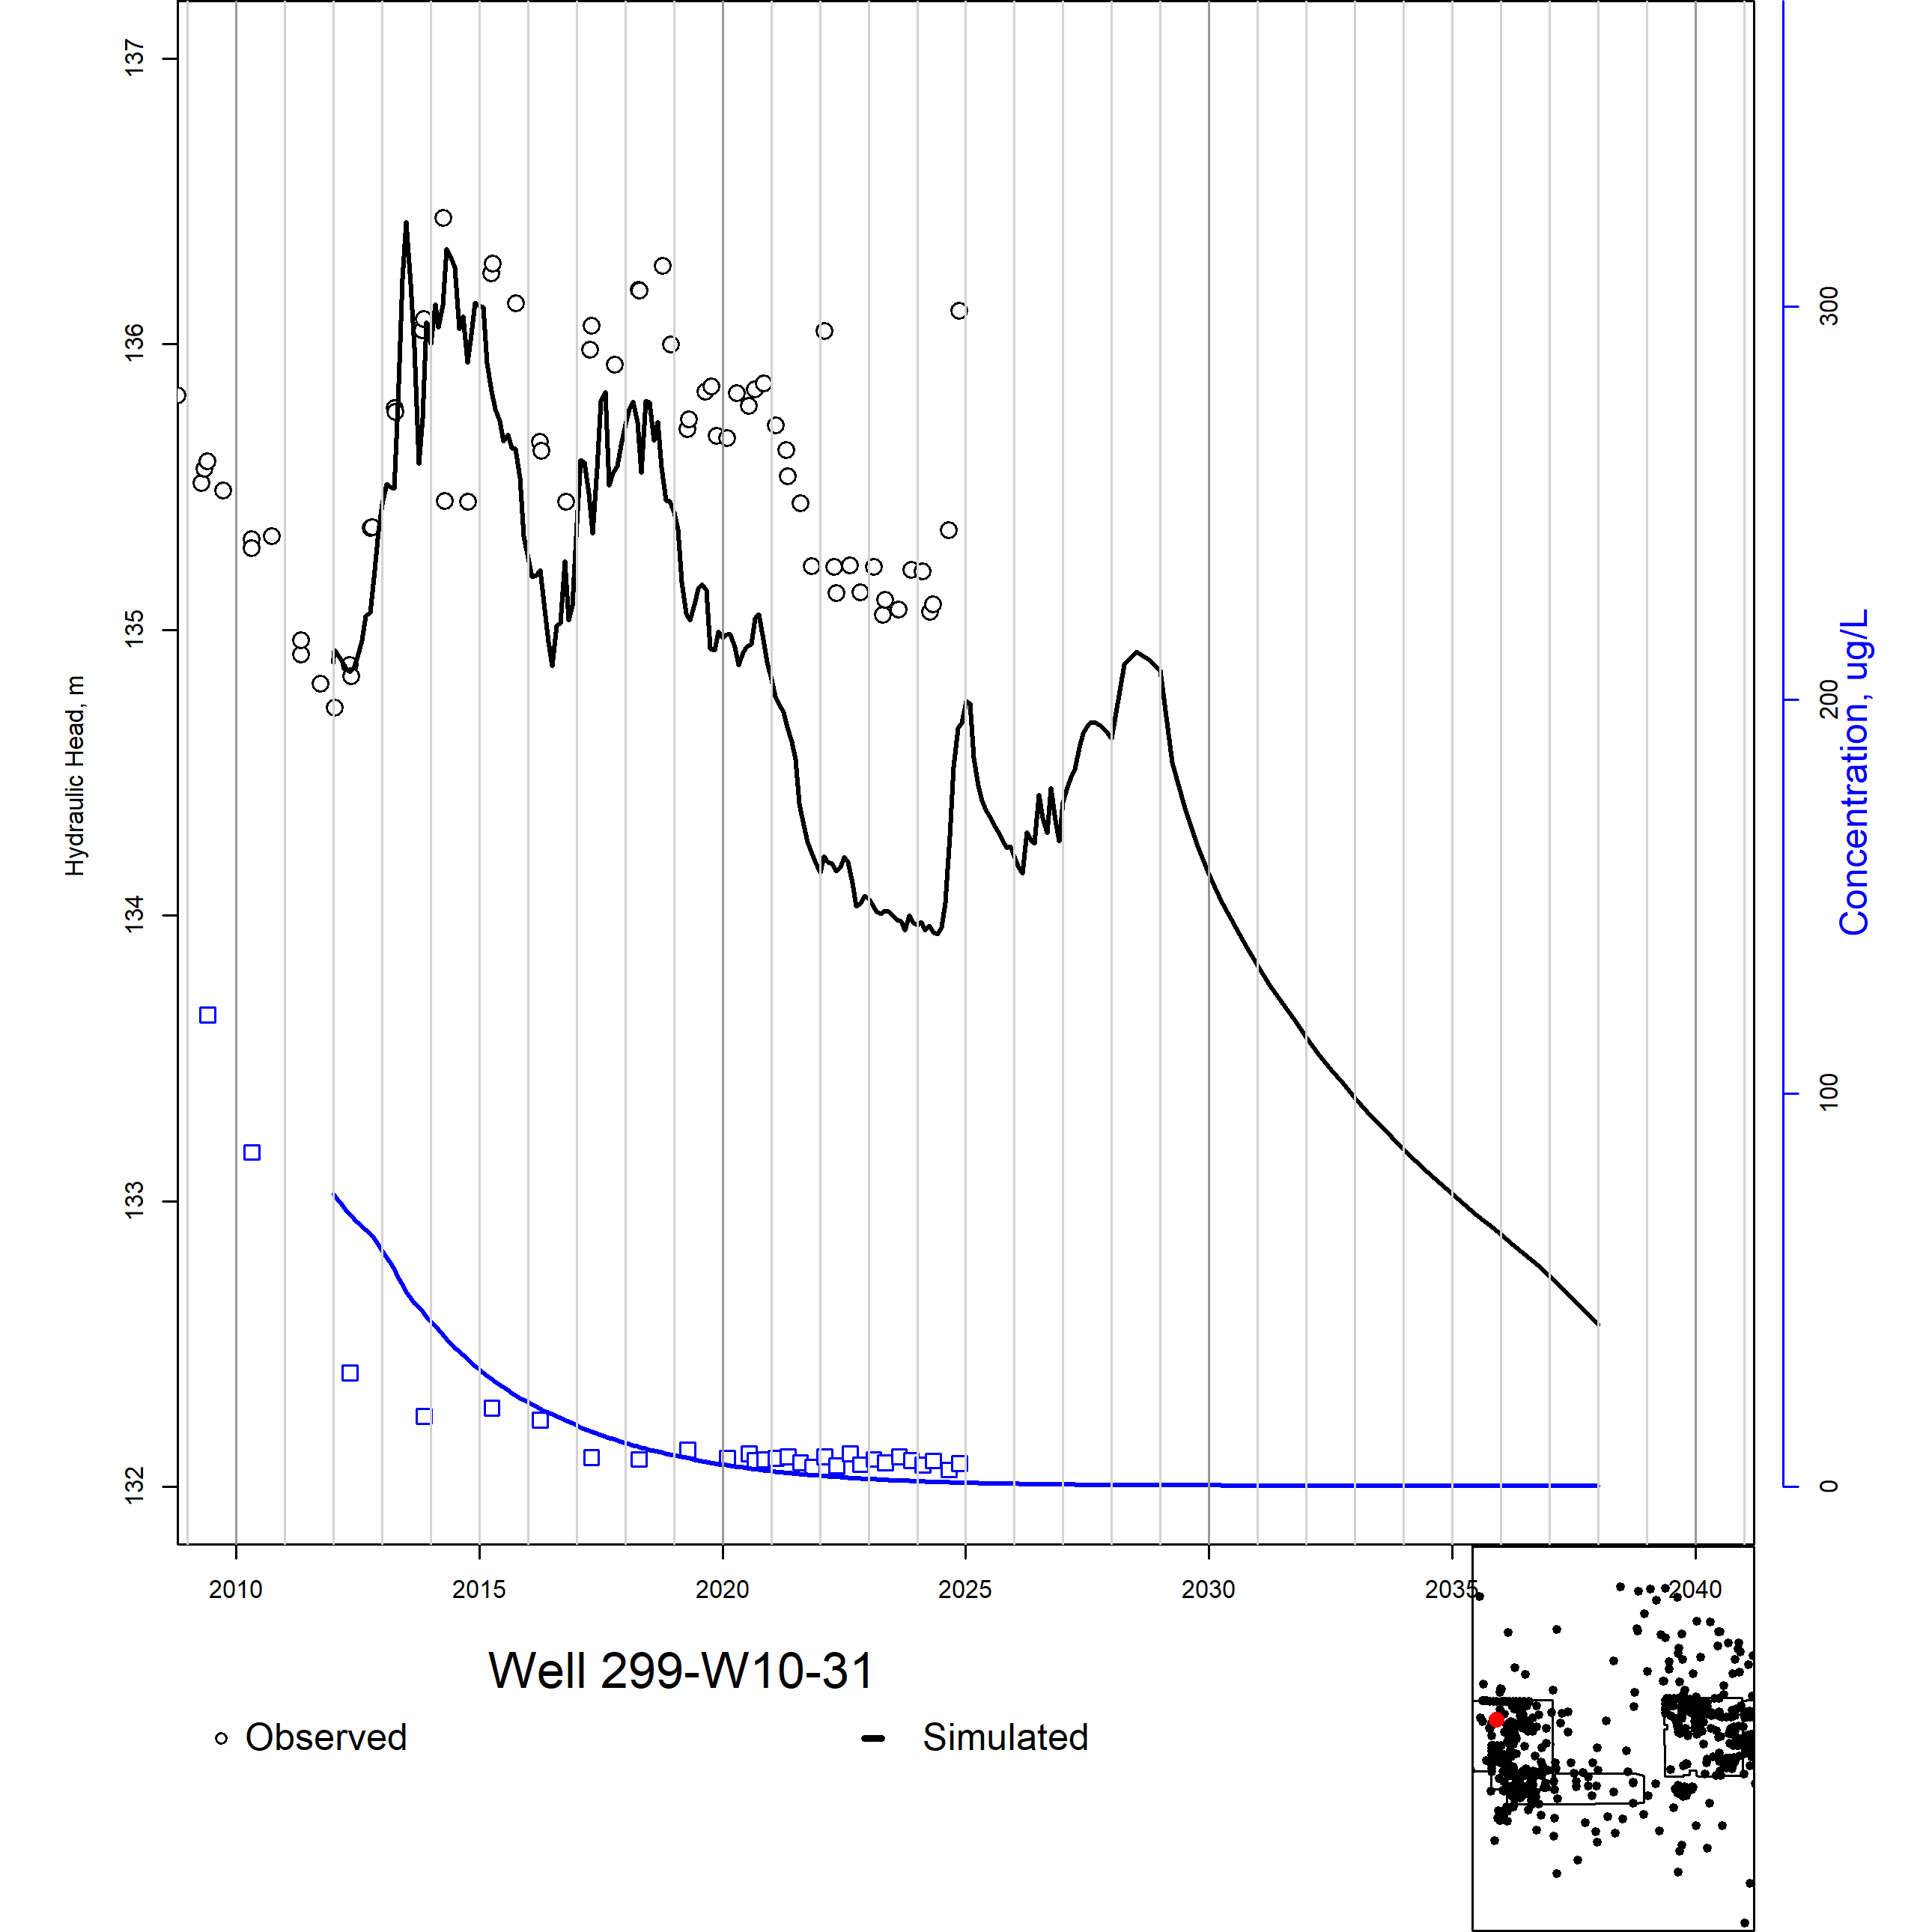 137
136
135
134
133
132
Hydraulic Head, m
300
200
100
0
Concentration, ug/L
2010 2015 2020 2025 2030 2035 2040
Well 299-W10-31
Observed Simulated